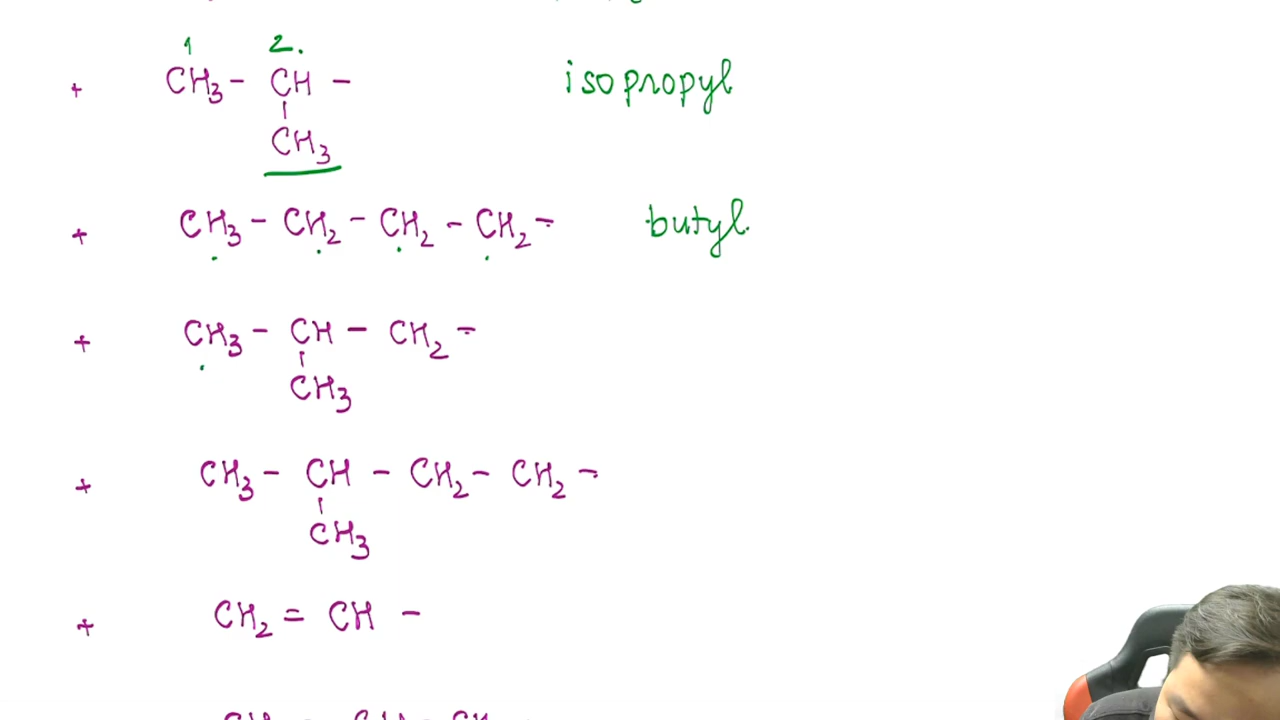 1 2.
+ CH3 - CH - isopropyl
CH3
+ CH3 - CH2 - CH2 - CH2 - butyl.
+ CH3 - CH - CH2 -
CH3
+ CH3 - CH - CH2 - CH2 -
CH3
+ CH2 = CH -